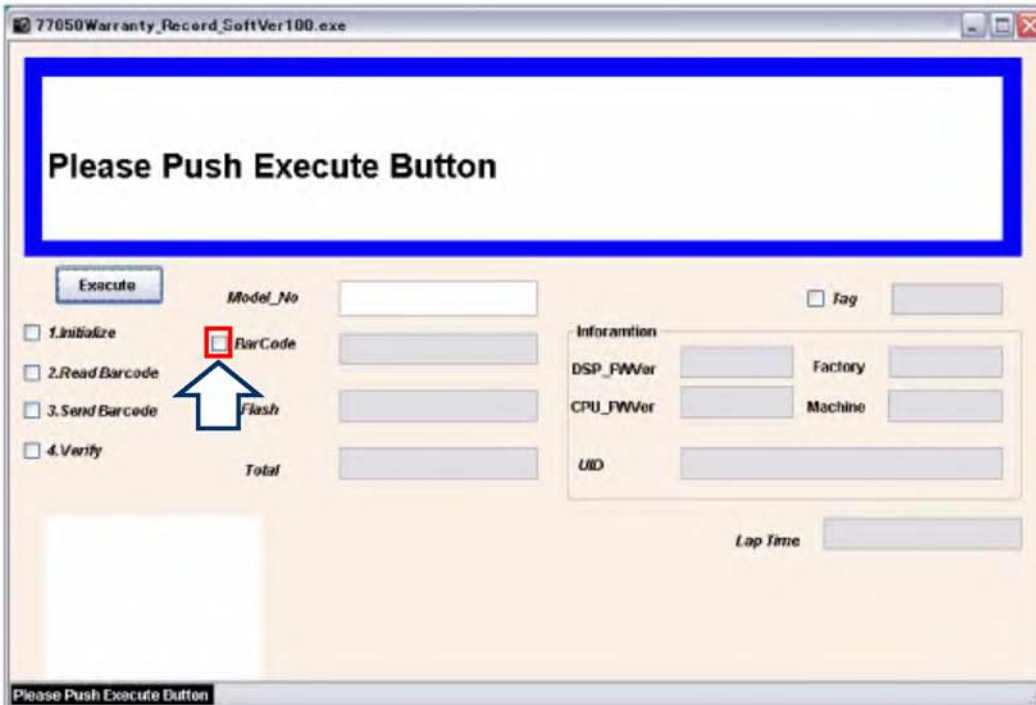 77050Warranty_Record_SoftVer100.exe
Please Push Execute Button
Execute
Model_No
Tag
1.Initialize
BarCode
Inforamtion
2.Read Barcode
DSP_FWVer
Factory
3.Send Barcode
Flash
CPU_FWVer
Machine
4.Verify
Total
UID
Lap Time
Please Push Execute Button